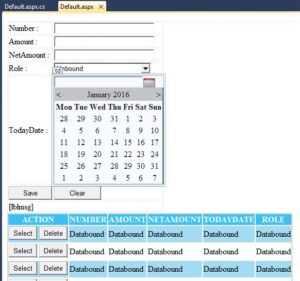 Default.aspx.cs Default.aspx
Number :
Amount :
NetAmount :
Role : Unbound
TodayDate :
< January 2016 >
Mon Tue Wed Thu Fri Sat Sun
28 29 30 31 1 2 3
4 5 6 7 8 9 10
11 12 13 14 15 16 17
18 19 20 21 22 23 24
25 26 27 28 29 30 31
1 2 3 4 5 6 7
Save Clear
[lblmsg]
ACTION NUMBER AMOUNT NETAMOUNT TODAYDATE ROLE
Select Delete Databound Databound Databound Databound Databound
Select Delete Databound Databound Databound Databound Databound
Select Delete Databound Databound Databound Databound Databound